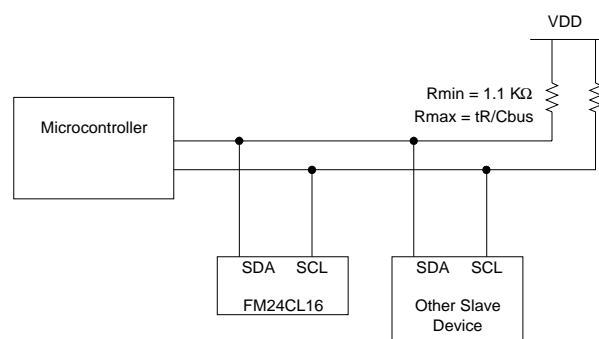 VDD
Rmin = 1.1 KΩ
Rmax = tR/Cbus
Microcontroller
SDA SCL
FM24CL16
SDA SCL
Other Slave
Device